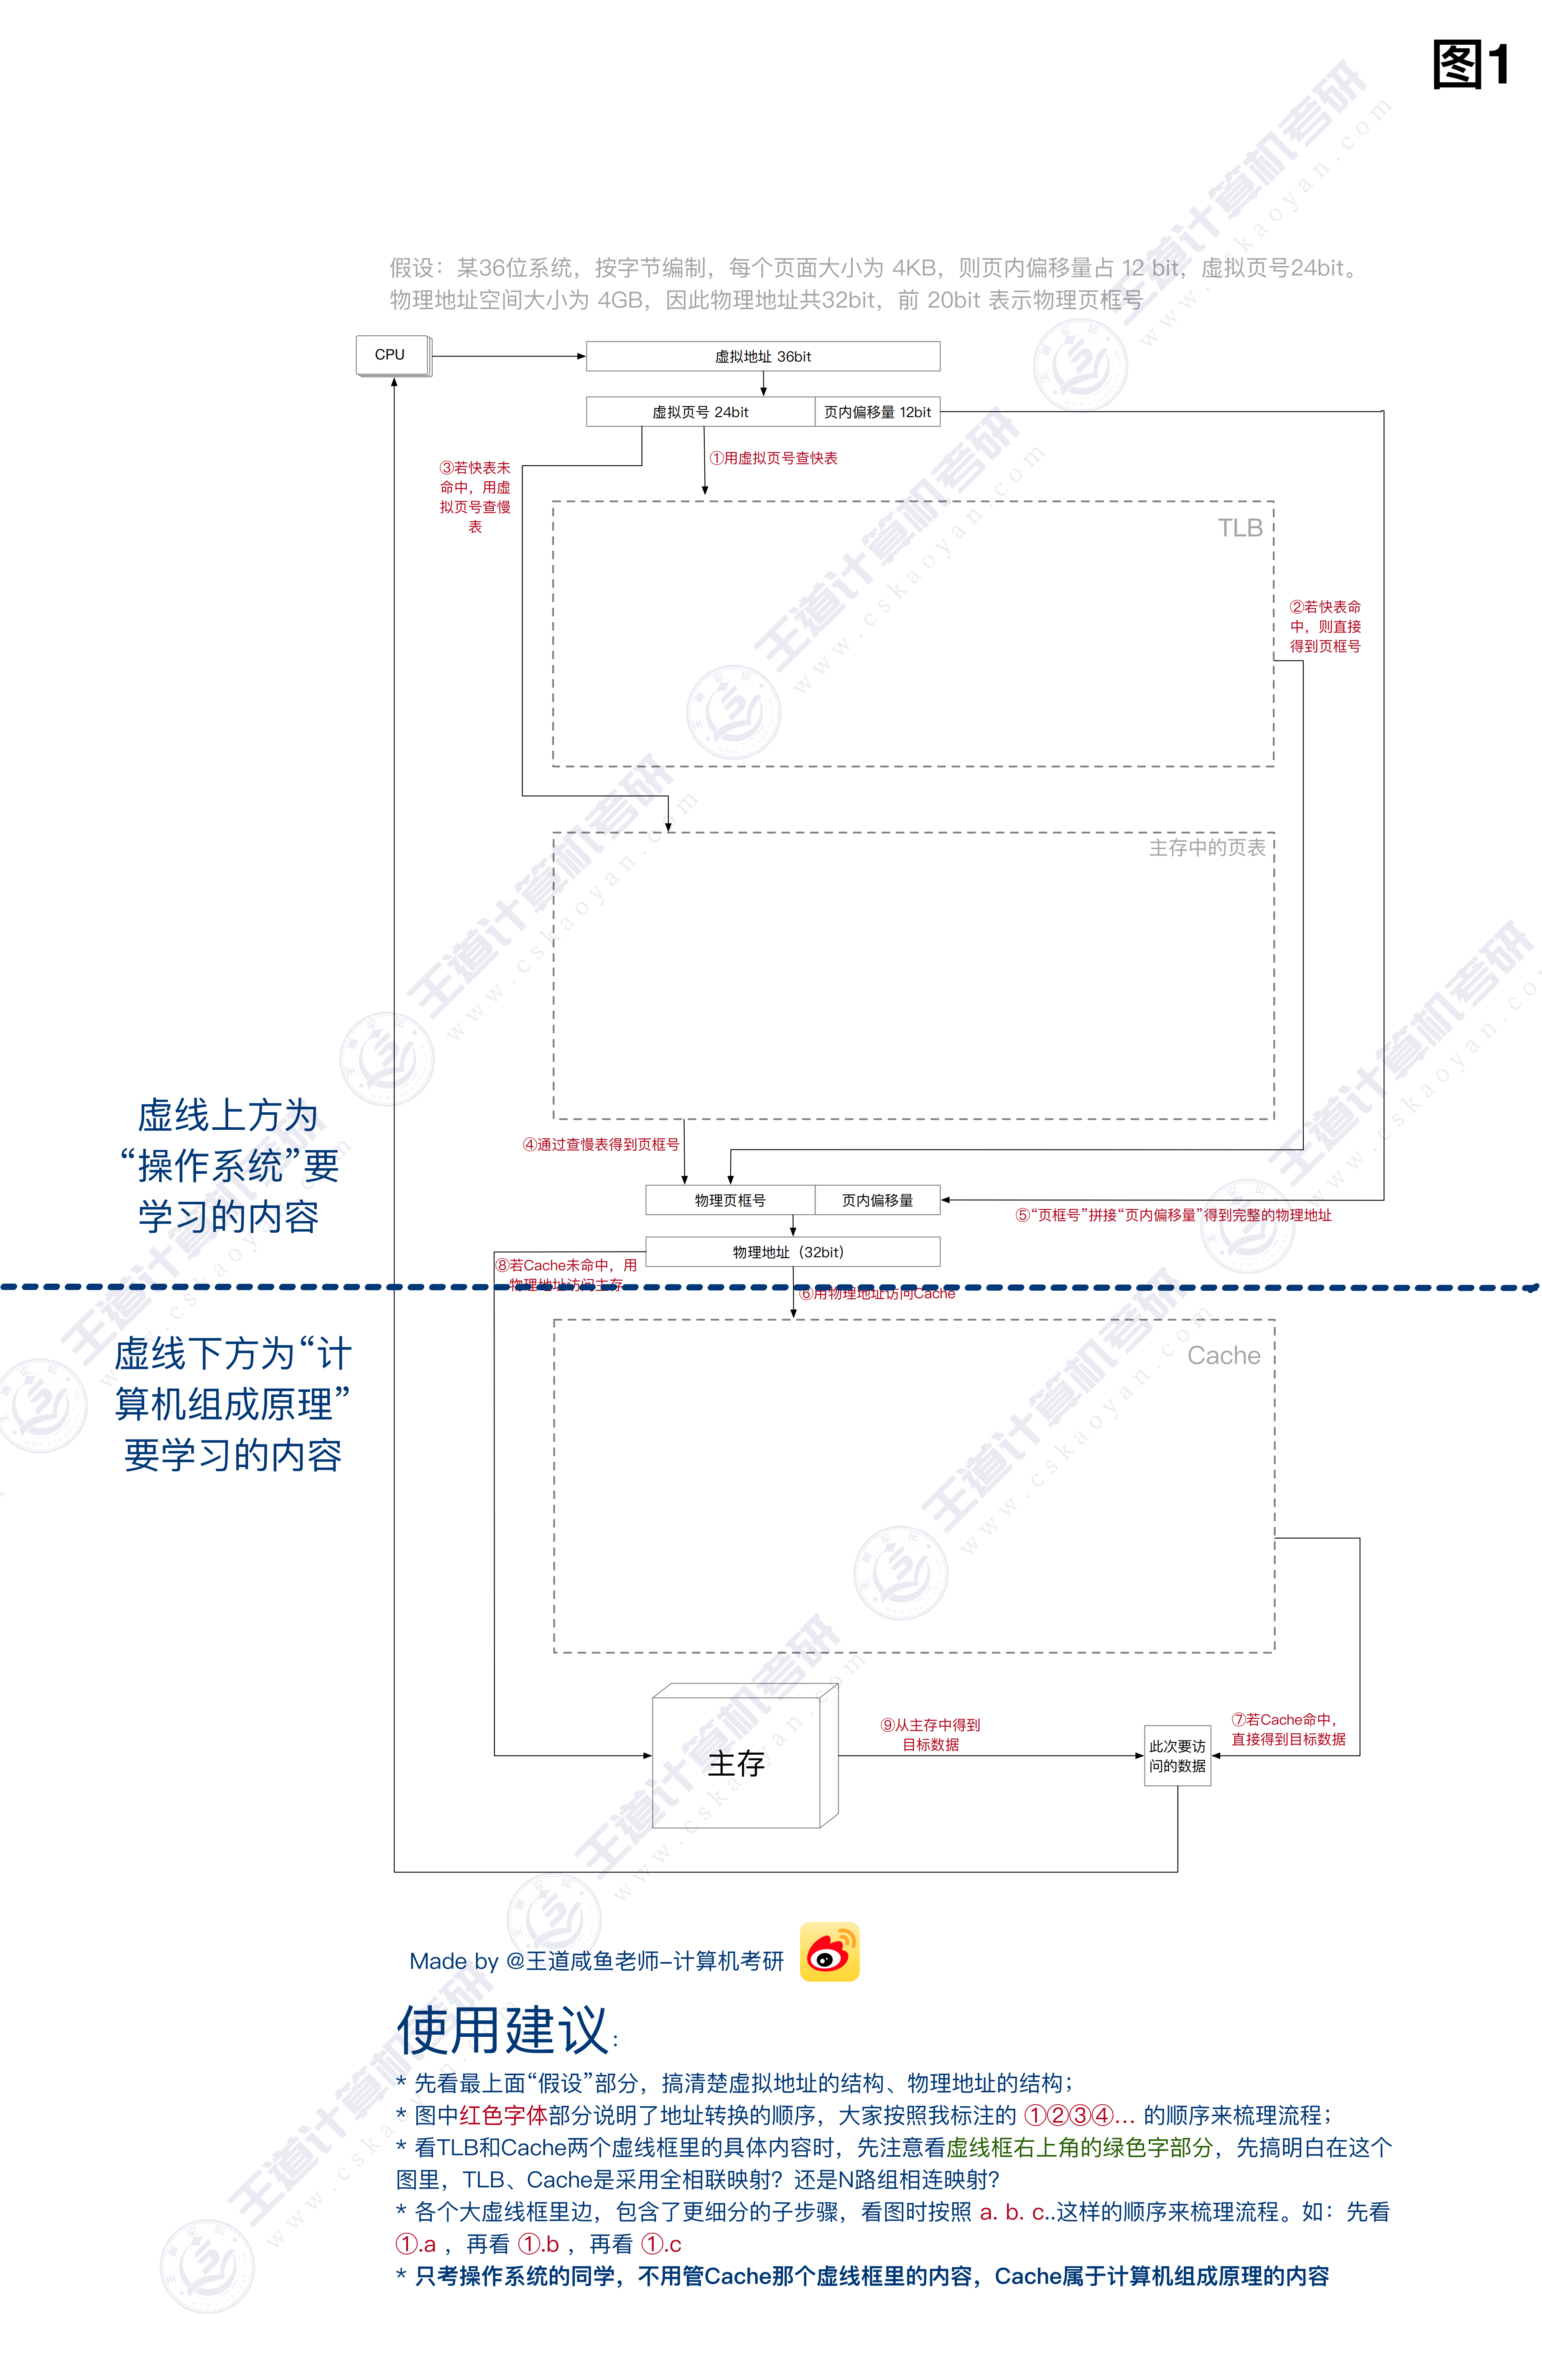 图1
假设：某36位系统，按字节编制，每个页面大小为 4KB，则页内偏移量占 12 bit，虚拟页号24bit。
物理地址空间大小为 4GB，因此物理地址共32bit，前 20bit 表示物理页框号
CPU
虚拟地址 36bit
虚拟页号 24bit
页内偏移量 12bit
①用虚拟页号查快表
③若快表未
命中，用虚
拟页号查慢
表
TLB
②若快表命
中，则直接
得到页框号
主存中的页表
虚线上方为
“操作系统”要
学习的内容
④通过查慢表得到页框号
物理页框号
页内偏移量
⑤“页框号”拼接“页内偏移量”得到完整的物理地址
物理地址（32bit）
⑧若Cache未命中，用
物理地址访问主存
⑥用物理地址访问Cache
虚线下方为“计
算机组成原理”
要学习的内容
Cache
主存
⑨从主存中得到
目标数据
此次要访
问的数据
⑦若Cache命中，
直接得到目标数据
Made by @王道咸鱼老师-计算机考研
使用建议：
* 先看最上面“假设”部分，搞清楚虚拟地址的结构、物理地址的结构；
* 图中红色字体部分说明了地址转换的顺序，大家按照我标注的 ①②③④... 的顺序来梳理流程；
* 看TLB和Cache两个虚线框里的具体内容时，先注意看虚线框右上角的绿色字部分，先搞明白在这个
图里，TLB、Cache是采用全相联映射？还是N路组相连映射？
* 各个大虚线框里边，包含了更细分的子步骤，看图时按照 a. b. c..这样的顺序来梳理流程。如：先看
①.a ，再看 ①.b ，再看 ①.c
* 只考操作系统的同学，不用管Cache那个虚线框里的内容，Cache属于计算机组成原理的内容
王道计算机考研
www.cskaoyan.com